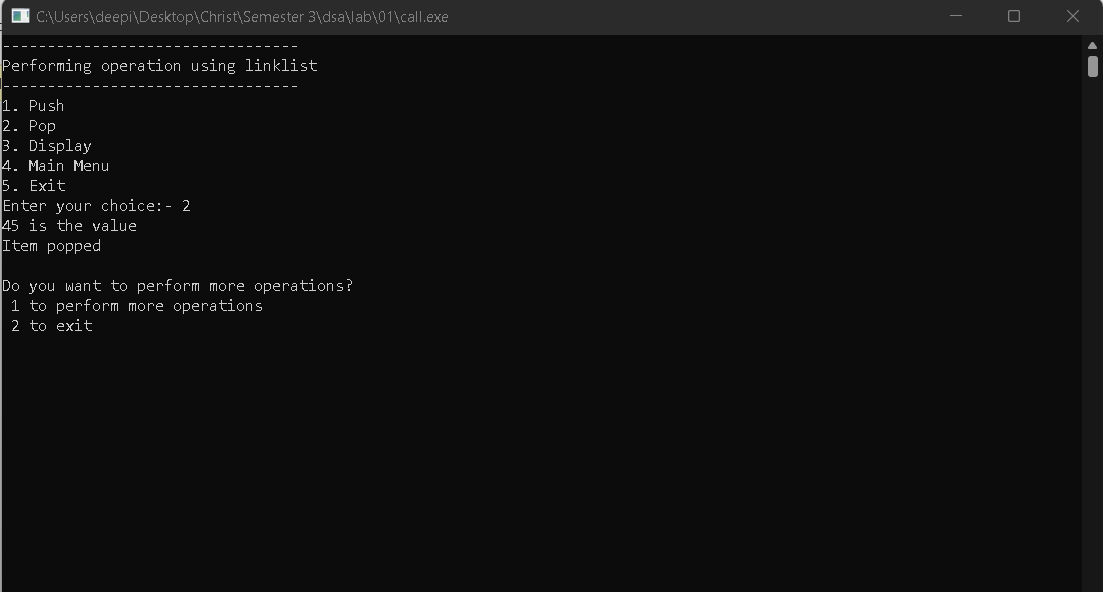 C:\Users\deepi\Desktop\Christ\Semester 3\dsa\lab\01\call.exe
---------------------------------
Performing operation using linklist
---------------------------------
1. Push
2. Pop
3. Display
4. Main Menu
5. Exit
Enter your choice:- 2
45 is the value
Item popped
Do you want to perform more operations?
1 to perform more operations
2 to exit